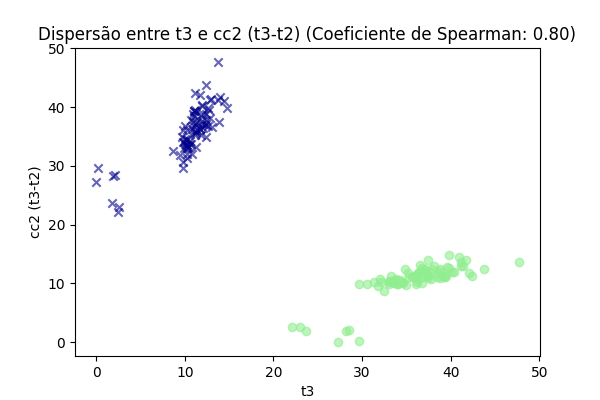 Dispersão entre t3 e cc2 (t3-t2) (Coeficiente de Spearman: 0.80)
50
40
30
20
10
0
cc2 (t3-t2)
0 10 20 30 40 50
t3